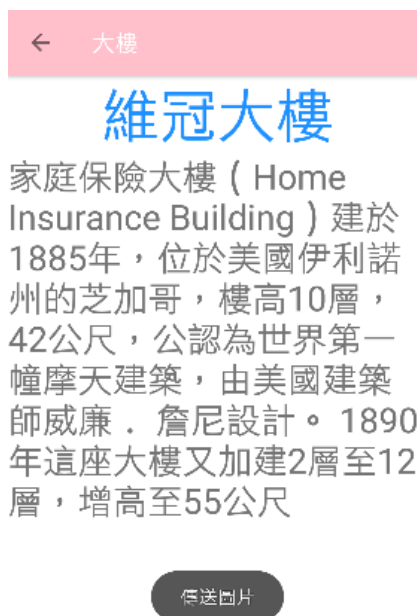 大樓
維冠大樓
家庭保險大樓 ( Home
Insurance Building ) 建於
1885年，位於美國伊利諾
州的芝加哥，樓高10層，
42公尺，公認為世界第一
幢摩天建築，由美國建築
師威廉． 詹尼設計。 1890
年這座大樓又加建2層至12
層，增高至55公尺
傳送圖片